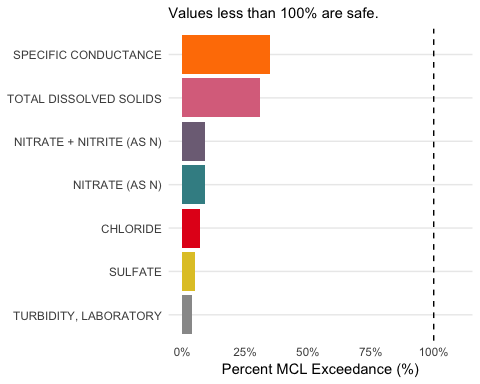 Values less than 100% are safe.
SPECIFIC CONDUCTANCE
TOTAL DISSOLVED SOLIDS
NITRATE + NITRITE (AS N)
NITRATE (AS N)
CHLORIDE
SULFATE
TURBIDITY, LABORATORY
0% 25% 50% 75% 100%
Percent MCL Exceedance (%)